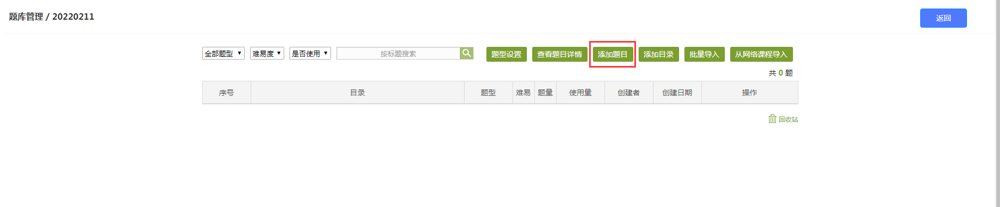 题库管理 / 20220211
返回
全部题型 难易度 是否使用 按标题搜索 题型设置 查看题目详情 添加题目 添加目录 批量导入 从网络课程导入
共 0 题
序号 目录 题型 难易 题量 使用量 创建者 创建日期 操作
回收站